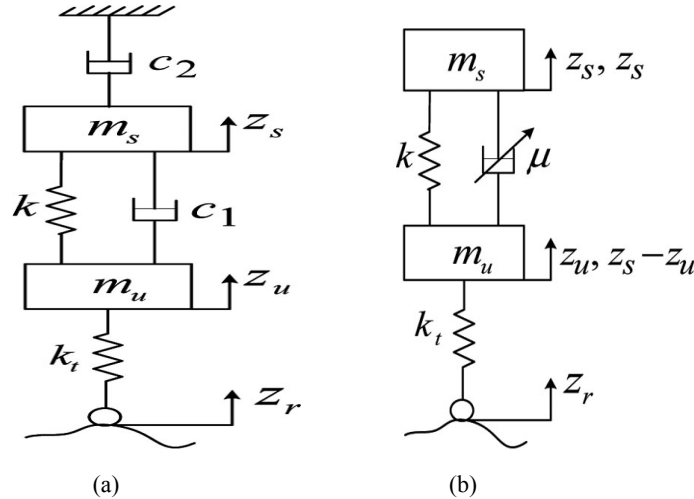 c₂
mₛ
zₛ
k
c₁
mᵤ
zᵤ
kₜ
zᵣ
(a)
mₛ
zₛ, zₛ
k
μ
mᵤ
zᵤ, zₛ − zᵤ
kₜ
zᵣ
(b)